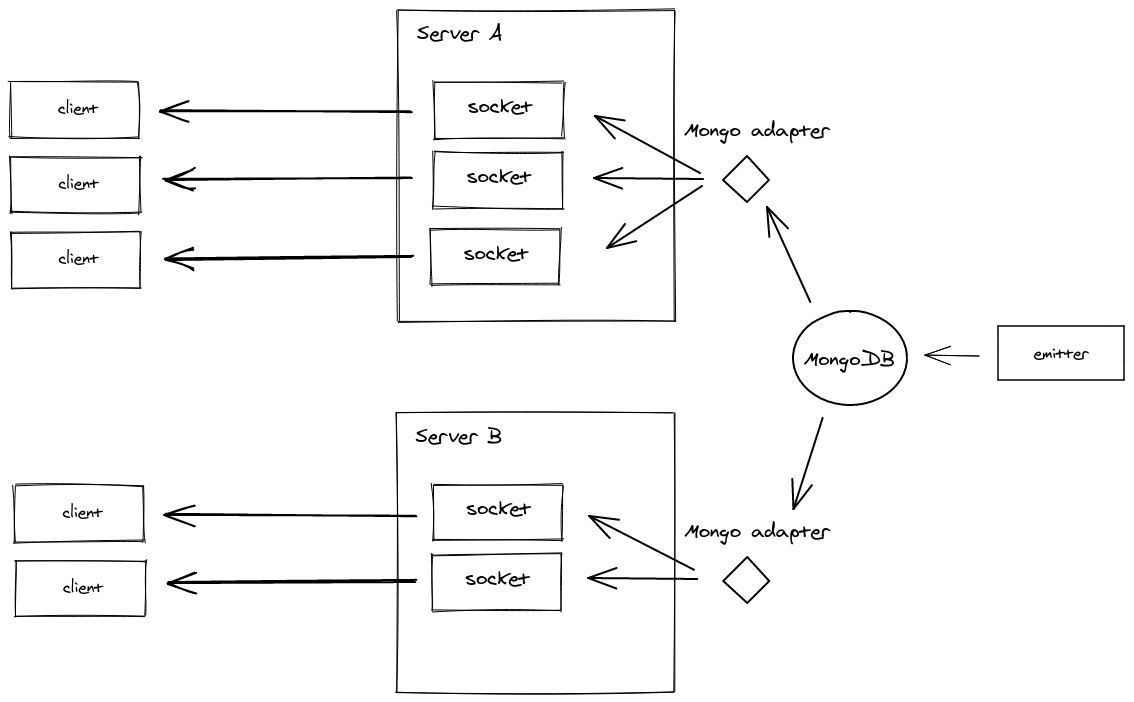 Server A
client
socket
Mongo adapter
client
socket
client
socket
MongoDB
emitter
Server B
client
socket
Mongo adapter
client
socket